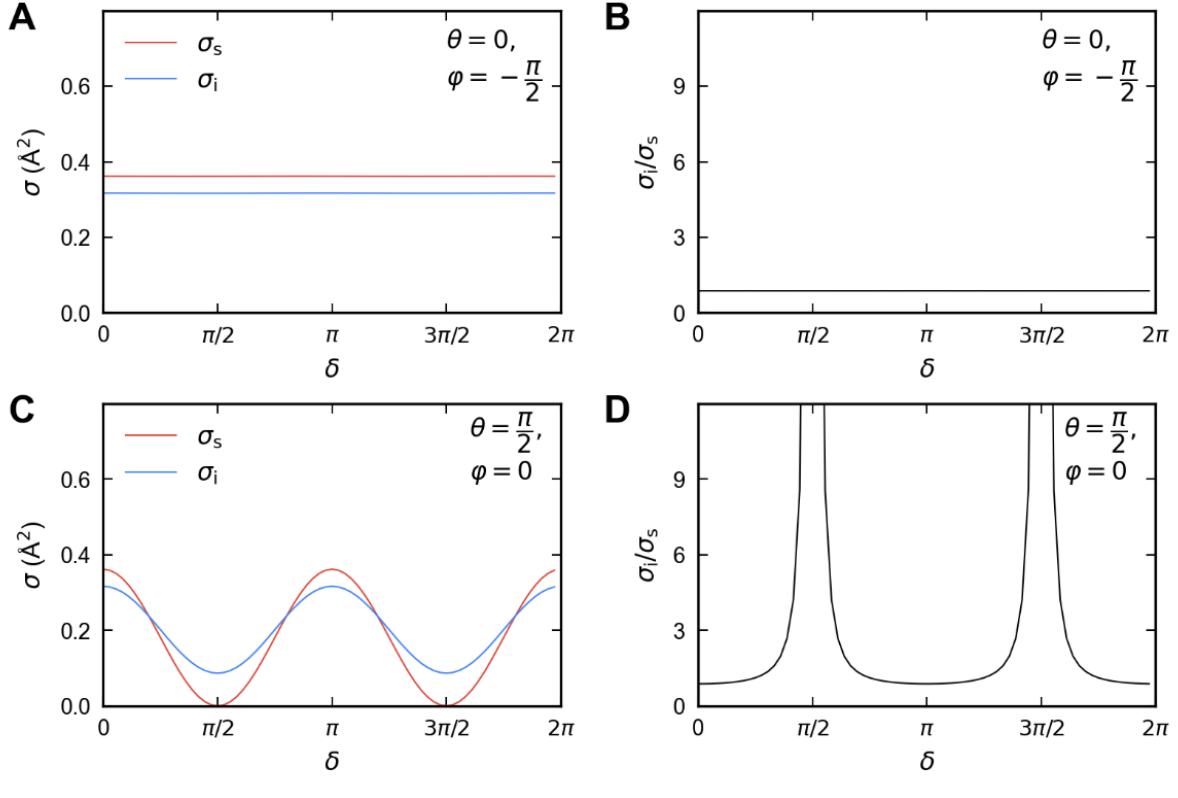 A
σs
σi
θ = 0,
φ = −π/2
σ (Å²)
0.6
0.4
0.2
0.0
0
π/2
π
3π/2
2π
δ
B
θ = 0,
φ = −π/2
σi/σs
9
6
3
0
0
π/2
π
3π/2
2π
δ
C
σs
σi
θ = π/2,
φ = 0
σ (Å²)
0.6
0.4
0.2
0.0
0
π/2
π
3π/2
2π
δ
D
θ = π/2,
φ = 0
σi/σs
9
6
3
0
0
π/2
π
3π/2
2π
δ